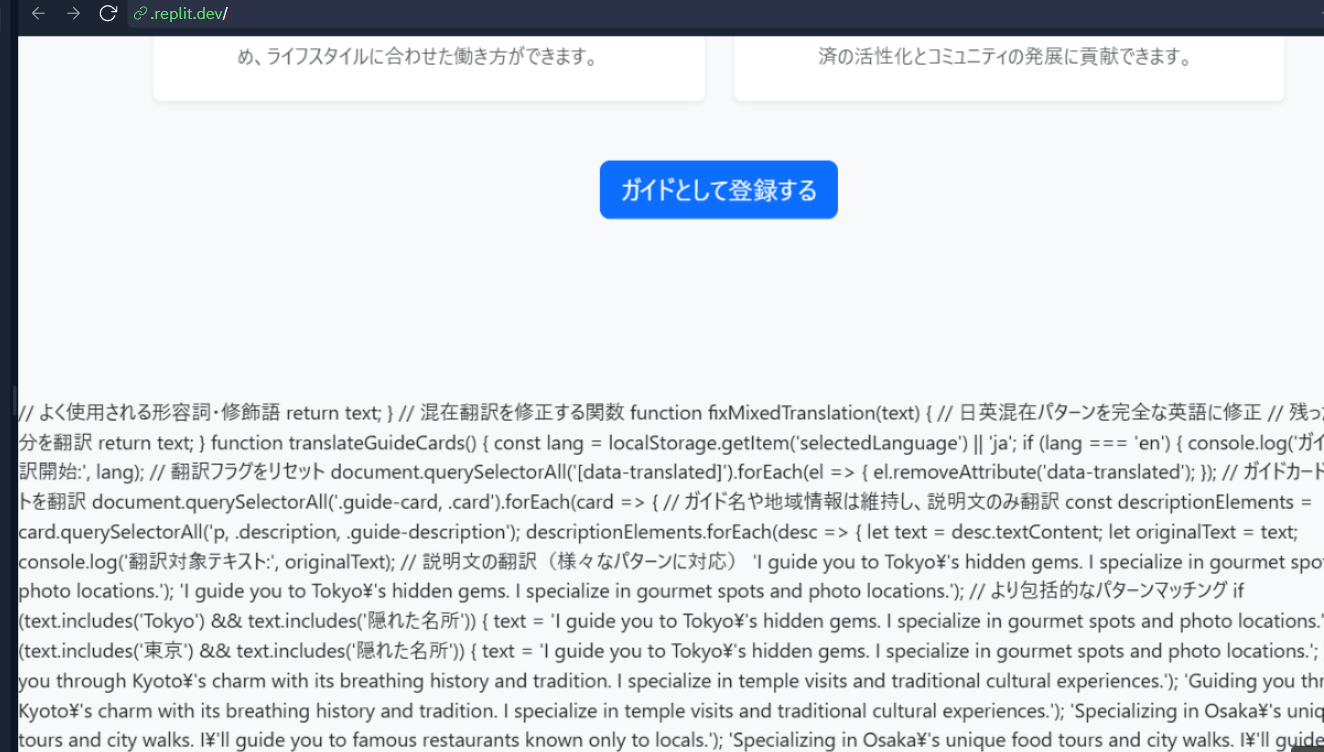 .replit.dev/
め、ライフスタイルに合わせた働き方ができます。
済の活性化とコミュニティの発展に貢献できます。
ガイドとして登録する
// よく使用される形容詞・修飾語 return text; } // 混在翻訳を修正する関数 function fixMixedTranslation(text) { // 日英混在パターンを完全な英語に修正 // 残っ
分を翻訳 return text; } function translateGuideCards() { const lang = localStorage.getItem('selectedLanguage') || 'ja'; if (lang === 'en') { console.log('ガイ
訳開始:', lang); // 翻訳フラグをリセット document.querySelectorAll('[data-translated]').forEach(el => { el.removeAttribute('data-translated'); }); // ガイドカード
トを翻訳 document.querySelectorAll('.guide-card, .card').forEach(card => { // ガイド名や地域情報は維持し、説明文のみ翻訳 const descriptionElements =
card.querySelectorAll('p, .description, .guide-description'); descriptionElements.forEach(desc => { let text = desc.textContent; let originalText = text;
console.log('翻訳対象テキスト:', originalText); // 説明文の翻訳（様々なパターンに対応） 'I guide you to Tokyo¥'s hidden gems. I specialize in gourmet spo
photo locations.'); 'I guide you to Tokyo¥'s hidden gems. I specialize in gourmet spots and photo locations.'); // より包括的なパターンマッチング if
(text.includes('Tokyo') && text.includes('隠れた名所')) { text = 'I guide you to Tokyo¥'s hidden gems. I specialize in gourmet spots and photo locations.'
(text.includes('東京') && text.includes('隠れた名所')) { text = 'I guide you to Tokyo¥'s hidden gems. I specialize in gourmet spots and photo locations.';
you through Kyoto¥'s charm with its breathing history and tradition. I specialize in temple visits and traditional cultural experiences.'); 'Guiding you thr
Kyoto¥'s charm with its breathing history and tradition. I specialize in temple visits and traditional cultural experiences.'); 'Specializing in Osaka¥'s uniq
tours and city walks. I¥'ll guide you to famous restaurants known only to locals.'); 'Specializing in Osaka¥'s unique food tours and city walks. I¥'ll guide